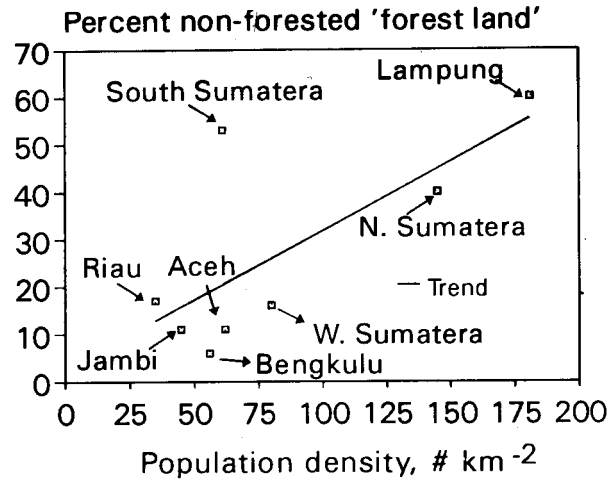 Percent non-forested 'forest land'
70
60
50
40
30
20
10
0
South Sumatera
Lampung
N. Sumatera
Riau
Aceh
Trend
W. Sumatera
Jambi
Bengkulu
0 25 50 75 100 125 150 175 200
Population density, # km -2